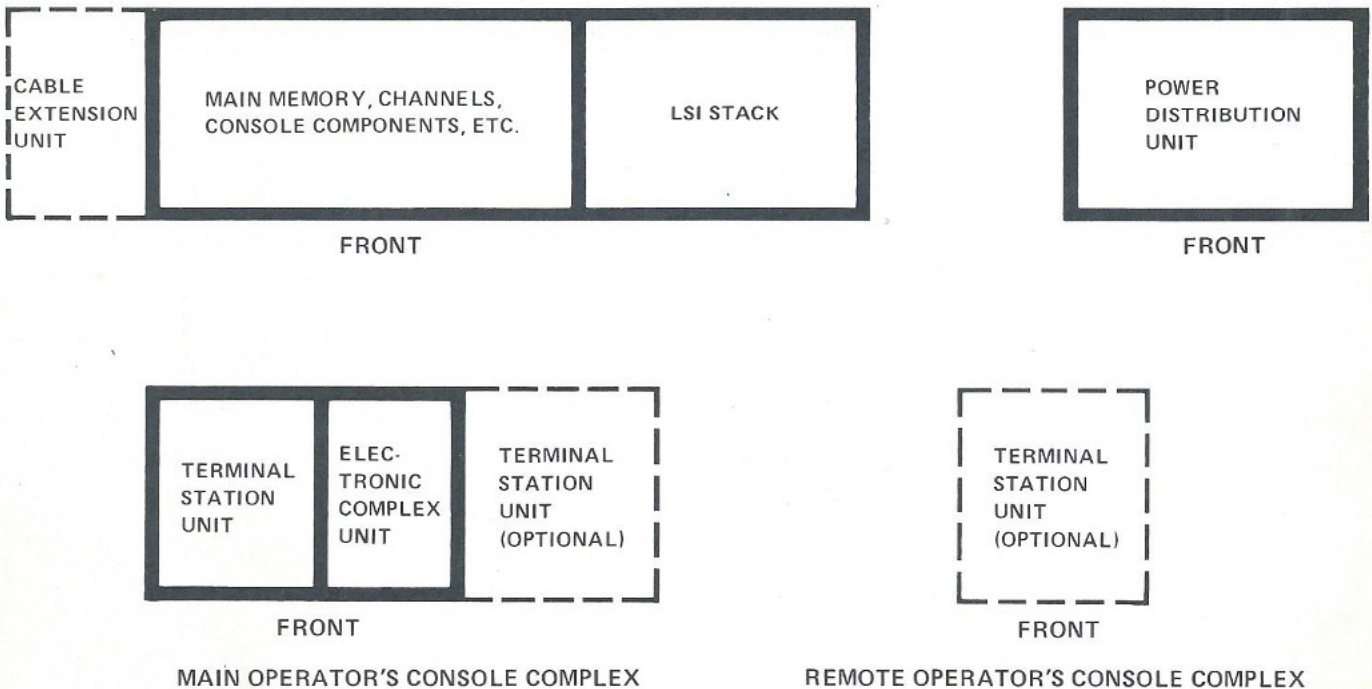 CABLE
EXTENSION
UNIT
MAIN MEMORY, CHANNELS,
CONSOLE COMPONENTS, ETC.
LSI STACK
POWER
DISTRIBUTION
UNIT
FRONT
FRONT
TERMINAL
STATION
UNIT
ELEC-
TRONIC
COMPLEX
UNIT
TERMINAL
STATION
UNIT
(OPTIONAL)
TERMINAL
STATION
UNIT
(OPTIONAL)
FRONT
FRONT
MAIN OPERATOR'S CONSOLE COMPLEX
REMOTE OPERATOR'S CONSOLE COMPLEX